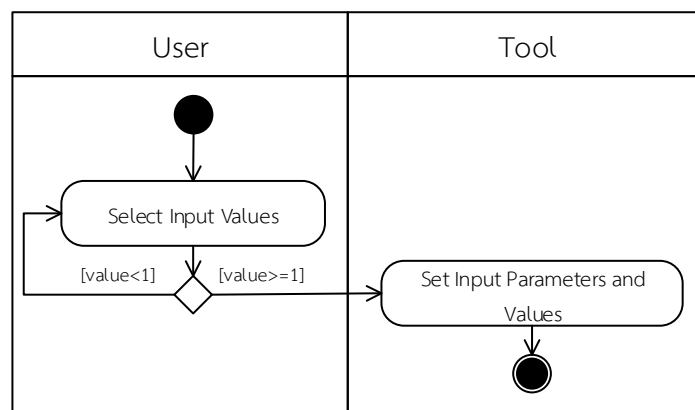 User
Tool
Select Input Values
[value<1]
[value>=1]
Set Input Parameters and
Values